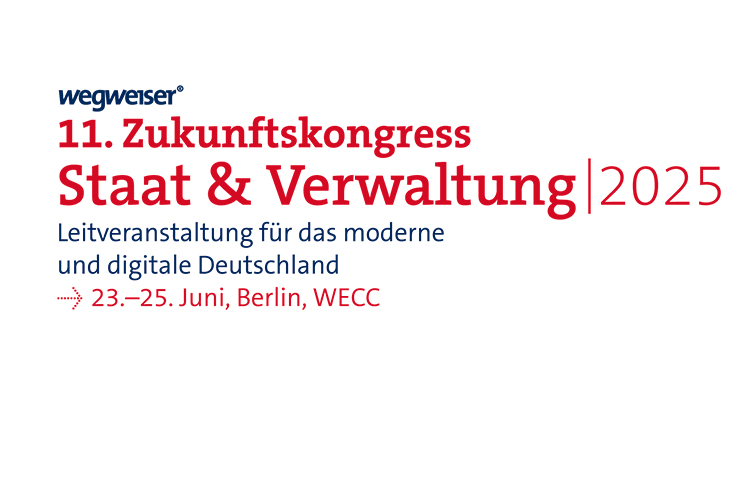 wegweiser®
11. Zukunftskongress
Staat & Verwaltung|2025
Leitveranstaltung für das moderne
und digitale Deutschland
23.–25. Juni, Berlin, WECC